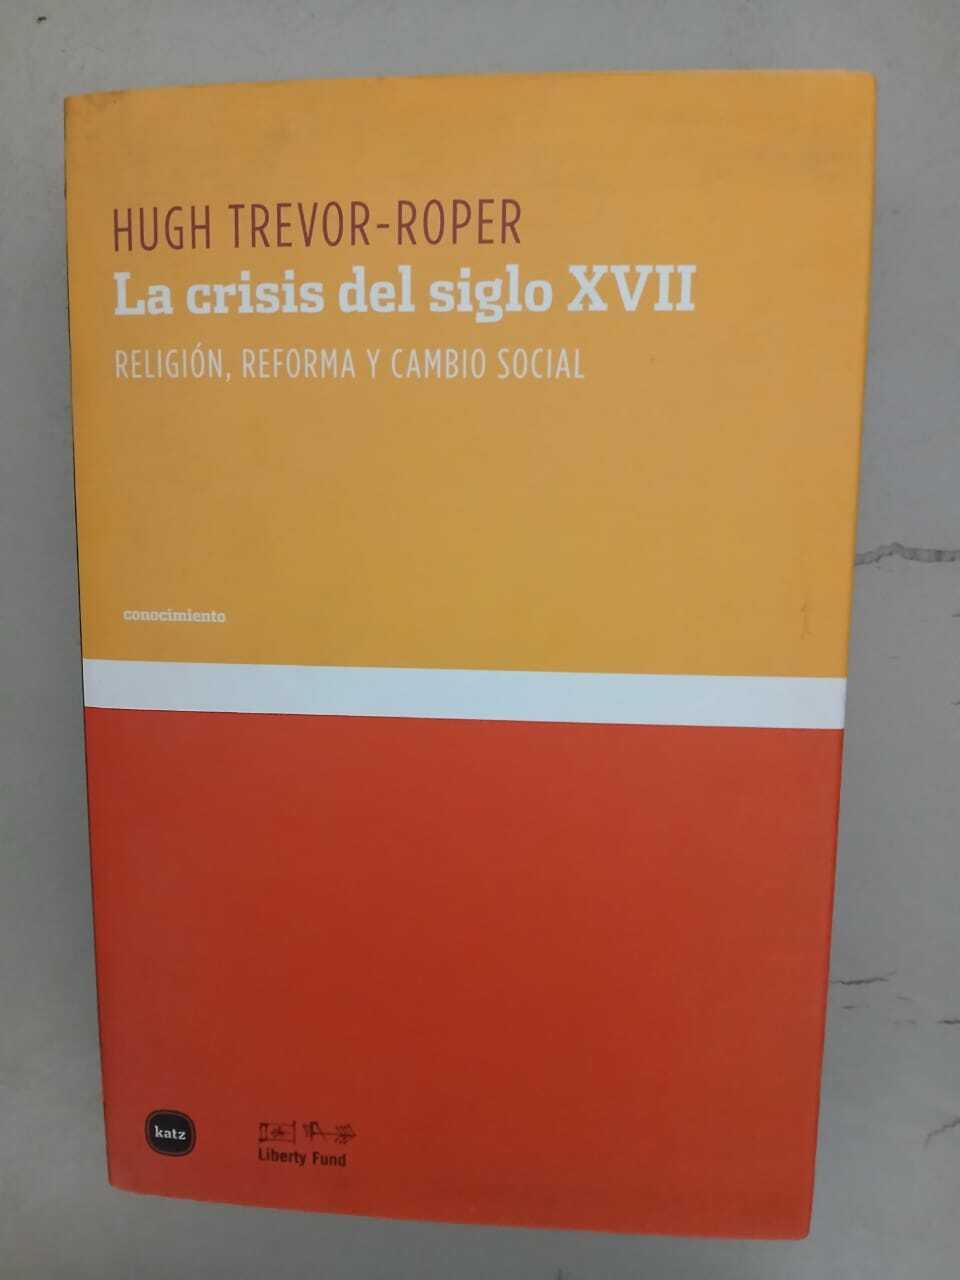 HUGH TREVOR-ROPER
La crisis del siglo XVII
RELIGIÓN, REFORMA Y CAMBIO SOCIAL
conocimiento
katz
Liberty Fund